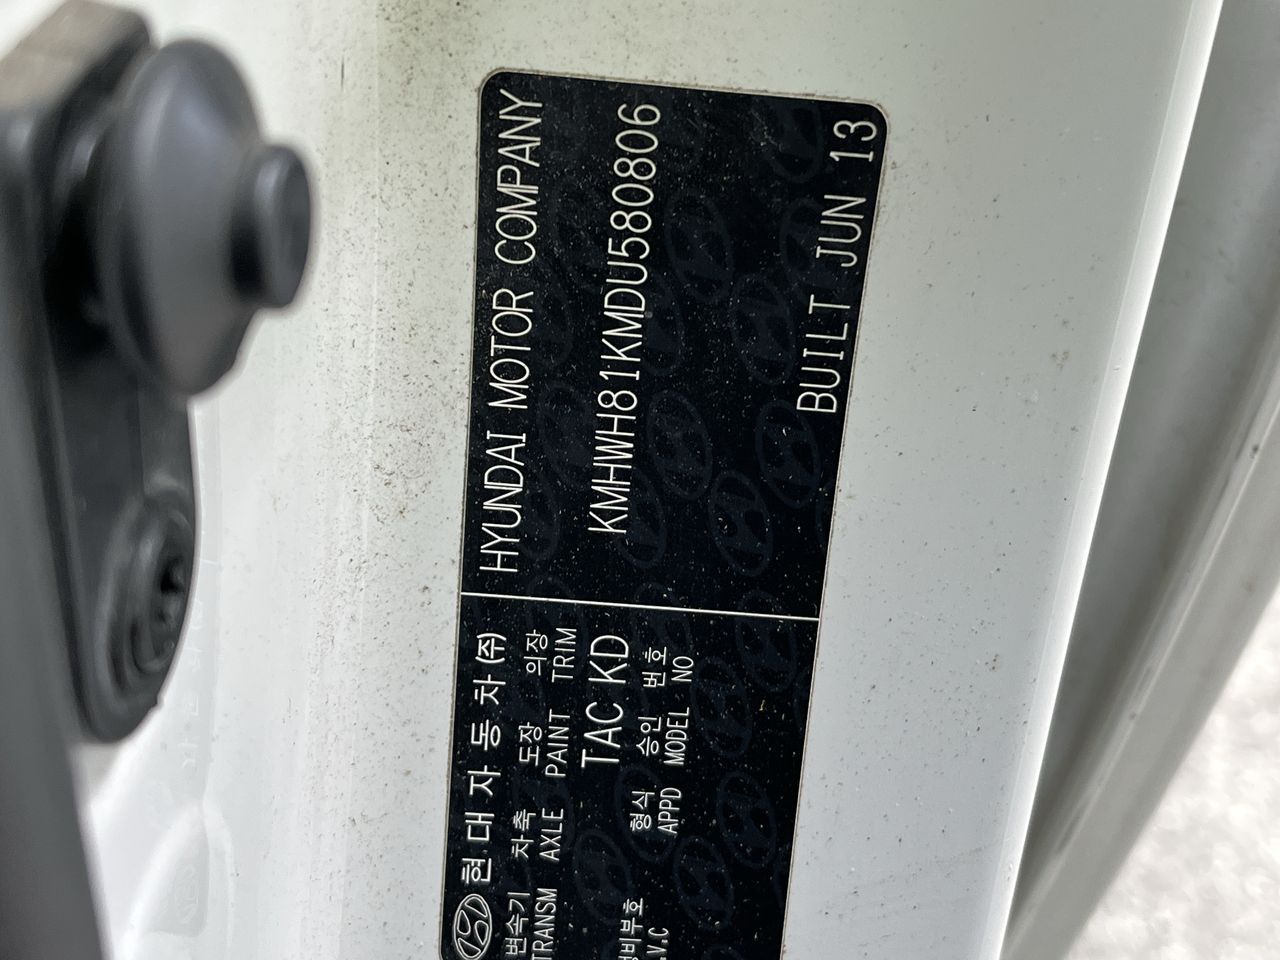 현대자동차(주)
변속기 차축 도장 의장
TRANSM AXLE PAINT TRIM
TAC KD
형식 승인 번호
APPD MODEL NO
.V.C
HYUNDAI MOTOR COMPANY
KMHWH81KMDU580806
BUILT JUN 13